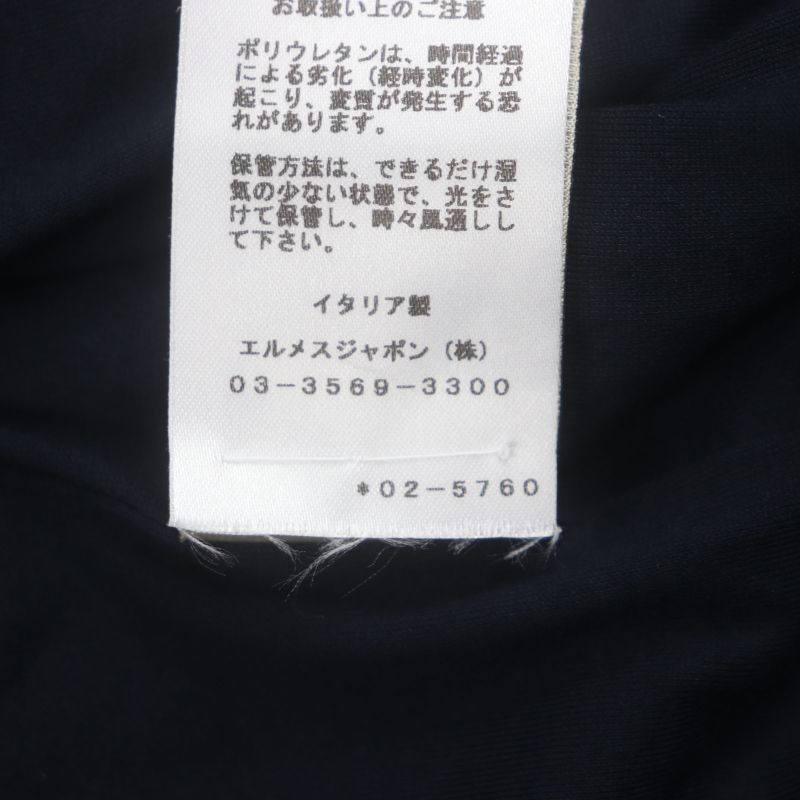 お取扱い上のご注意
ポリウレタンは、時間経過
による劣化（経時変化）が
起こり、変質が発生する恐
れがあります。
保管方法は、できるだけ湿
気の少ない状態で、光をさ
けて保管し、時々風通しし
て下さい。
イタリア製
エルメスジャポン（株）
03-3569-3300
*02-5760